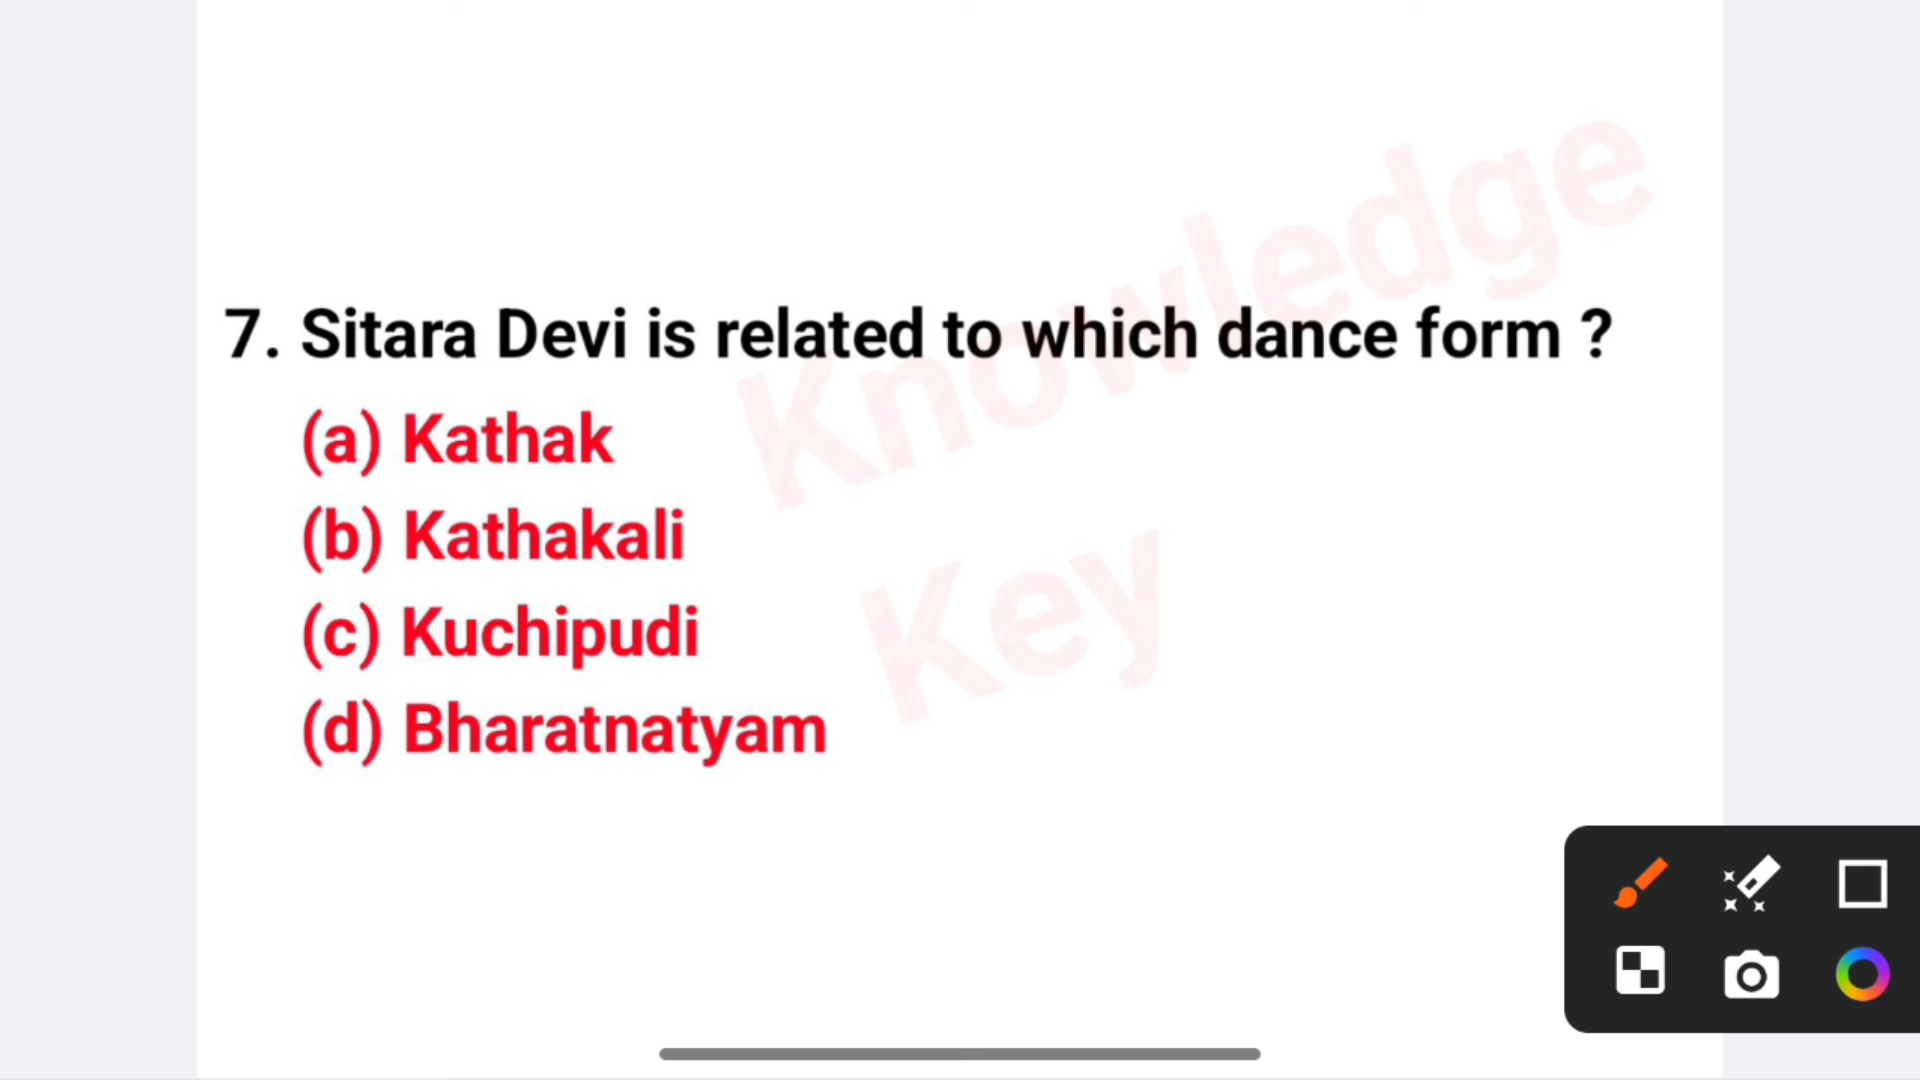 Knowledge
Key
7. Sitara Devi is related to which dance form ?
(a) Kathak
(b) Kathakali
(c) Kuchipudi
(d) Bharatnatyam